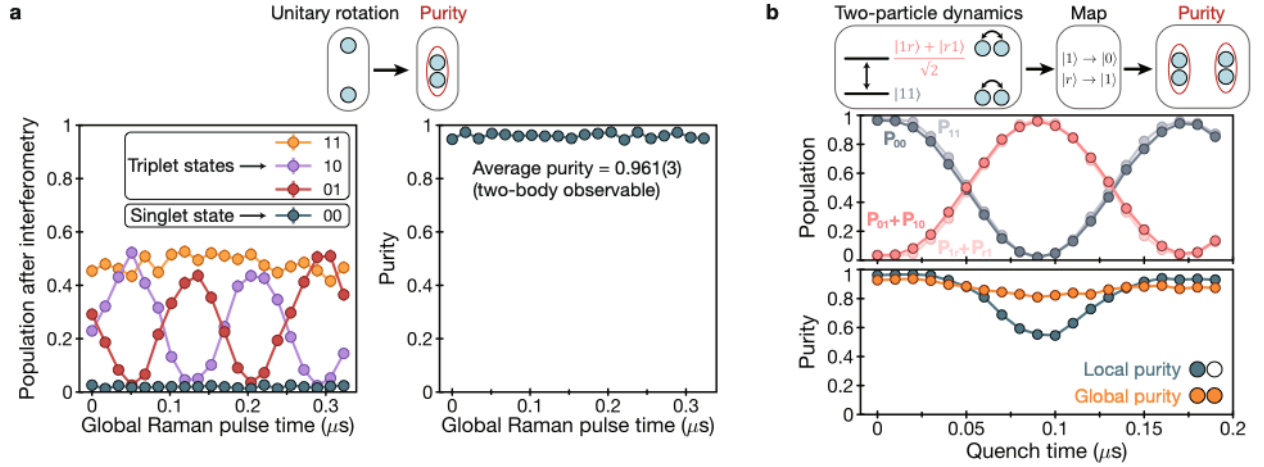 a
Unitary rotation
Purity
Population after interferometry
1
0.8
0.6
0.4
0.2
0
Triplet states
11
10
01
Singlet state
00
0
0.1
0.2
0.3
Global Raman pulse time (μs)
Purity
1
0.8
0.6
0.4
0.2
0
Average purity = 0.961(3)
(two-body observable)
0
0.1
0.2
0.3
Global Raman pulse time (μs)
b
Two-particle dynamics
Map
Purity
|1r⟩ + |r1⟩
√2
|11⟩
|1⟩ → |0⟩
|r⟩ → |1⟩
Population
1
0.8
0.6
0.4
0.2
0
P11
P00
P01+P10
P1r+Pr1
Purity
1
0.8
0.6
0.4
0.2
0
Local purity
Global purity
0
0.05
0.1
0.15
0.2
Quench time (μs)